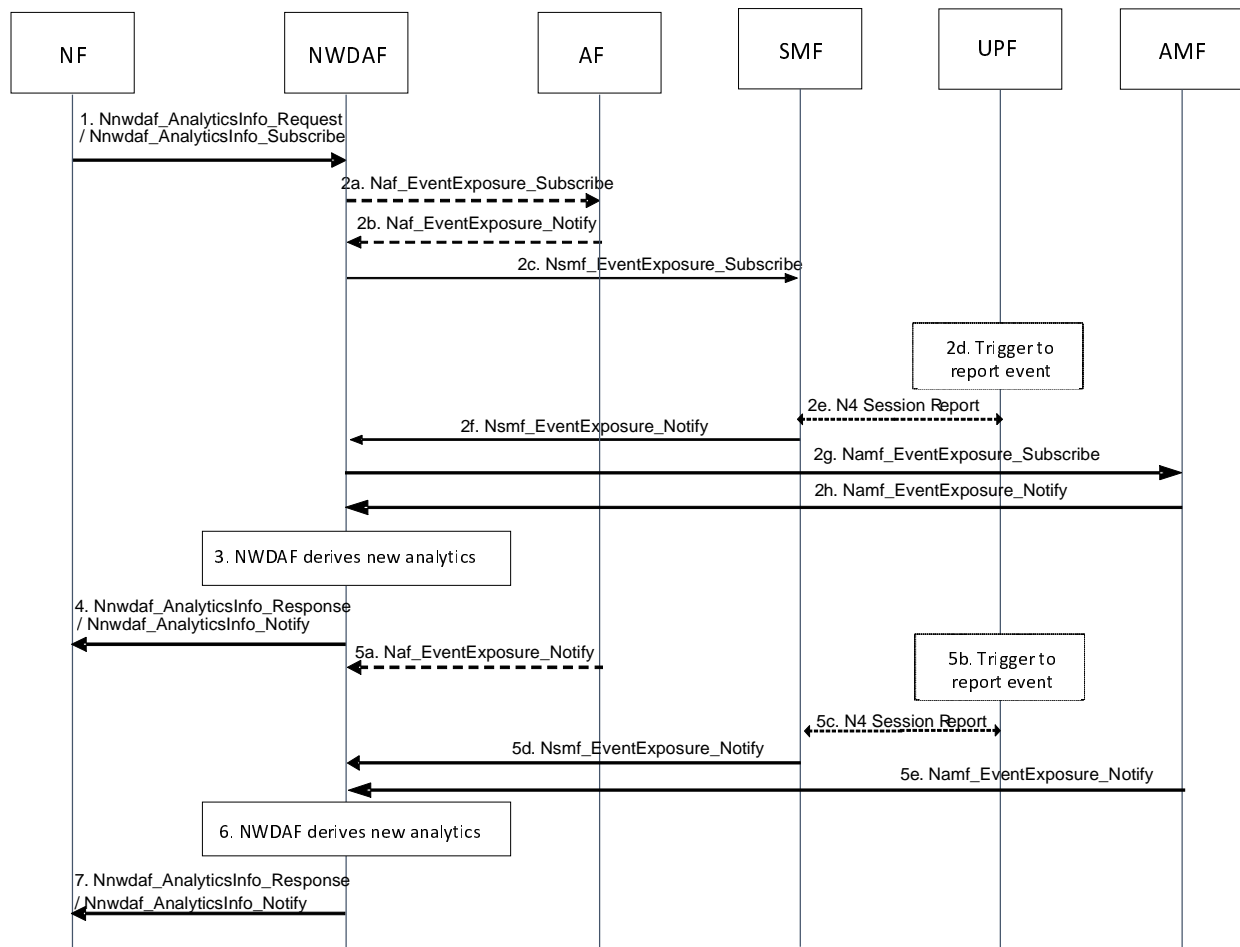 NF
NWDAF
AF
SMF
UPF
AMF
1. Nnwdaf_AnalyticsInfo_Request
/ Nnwdaf_AnalyticsInfo_Subscribe
2a. Naf_EventExposure_Subscribe
2b. Naf_EventExposure_Notify
2c. Nsmf_EventExposure_Subscribe
2d. Trigger to
report event
2e. N4 Session Report
2f. Nsmf_EventExposure_Notify
2g. Namf_EventExposure_Subscribe
2h. Namf_EventExposure_Notify
3. NWDAF derives new analytics
4. Nnwdaf_AnalyticsInfo_Response
/ Nnwdaf_AnalyticsInfo_Notify
5a. Naf_EventExposure_Notify
5b. Trigger to
report event
5c. N4 Session Report
5d. Nsmf_EventExposure_Notify
5e. Namf_EventExposure_Notify
6. NWDAF derives new analytics
7. Nnwdaf_AnalyticsInfo_Response
/ Nnwdaf_AnalyticsInfo_Notify